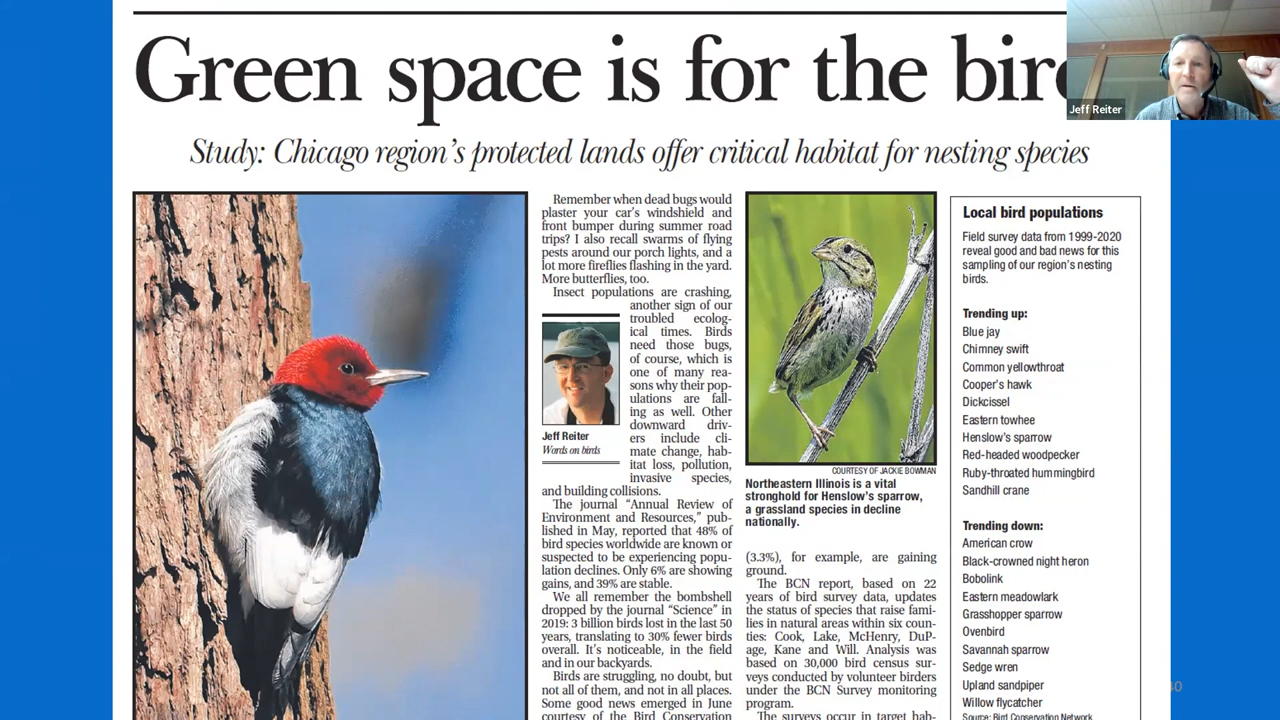 Green space is for the
Jeff Reiter
Study: Chicago region's protected lands offer critical habitat for nesting species
Remember when dead bugs would
plaster your car's windshield and
front bumper during summer road
trips? I also recall swarms of flying
pests around our porch lights, and a
lot more fireflies flashing in the yard.
More butterflies, too.
Insect populations are crashing,
another sign of our
troubled ecolog-
ical times. Birds
need those bugs,
of course, which is
one of many rea-
sons why their pop-
ulations are fall-
ing as well. Other
downward driv-
ers include cli-
mate change, hab-
itat loss, pollution,
invasive species,
and building collisions.
Jeff Reiter
Words on birds
The journal “Annual Review of
Environment and Resources,” pub-
lished in May, reported that 48% of
bird species worldwide are known or
suspected to be experiencing popu-
lation declines. Only 6% are showing
gains, and 39% are stable.
We all remember the bombshell
dropped by the journal “Science” in
2019: 3 billion birds lost in the last 50
years, translating to 30% fewer birds
overall. It's noticeable, in the field
and in our backyards.
Birds are struggling, no doubt, but
not all of them, and not in all places.
Some good news emerged in June
courtesy of the Bird Conservation
COURTESY OF JACKIE BOWMAN
Northeastern Illinois is a vital
stronghold for Henslow's sparrow,
a grassland species in decline
nationally.
(3.3%), for example, are gaining
ground.
The BCN report, based on 22
years of bird survey data, updates
the status of species that raise fami-
lies in natural areas within six coun-
ties: Cook, Lake, McHenry, DuP-
age, Kane and Will. Analysis was
based on 30,000 bird census sur-
veys conducted by volunteer birders
under the BCN Survey monitoring
program.
The surveys occur in target hab-
Local bird populations
Field survey data from 1999-2020
reveal good and bad news for this
sampling of our region's nesting
birds.
Trending up:
Blue jay
Chimney swift
Common yellowthroat
Cooper's hawk
Dickcissel
Eastern towhee
Henslow's sparrow
Red-headed woodpecker
Ruby-throated hummingbird
Sandhill crane
Trending down:
American crow
Black-crowned night heron
Bobolink
Eastern meadowlark
Grasshopper sparrow
Ovenbird
Savannah sparrow
Sedge wren
Upland sandpiper
Willow flycatcher
Source: Bird Conservation Network
40